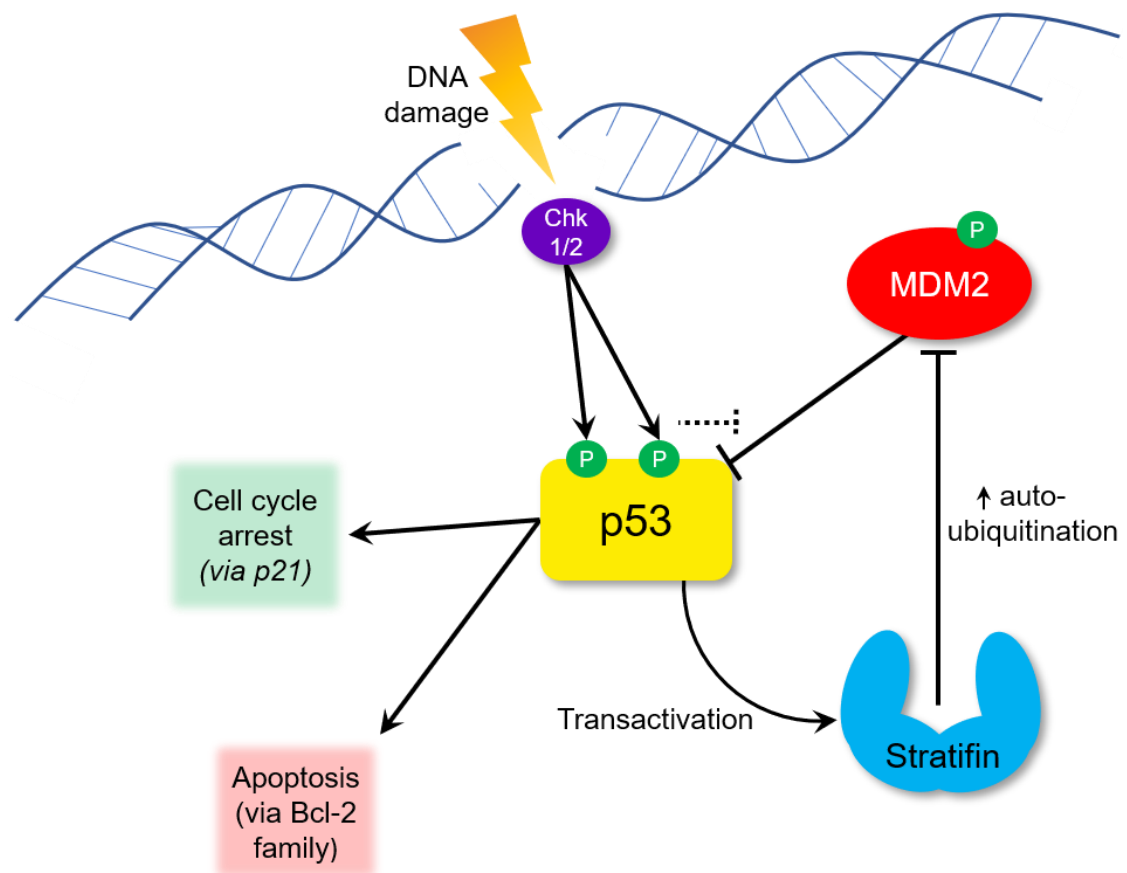 DNA
damage
Chk
1/2
P
MDM2
P
P
p53
Cell cycle
arrest
(via p21)
↑ auto-
ubiquitination
Transactivation
Stratifin
Apoptosis
(via Bcl-2
family)